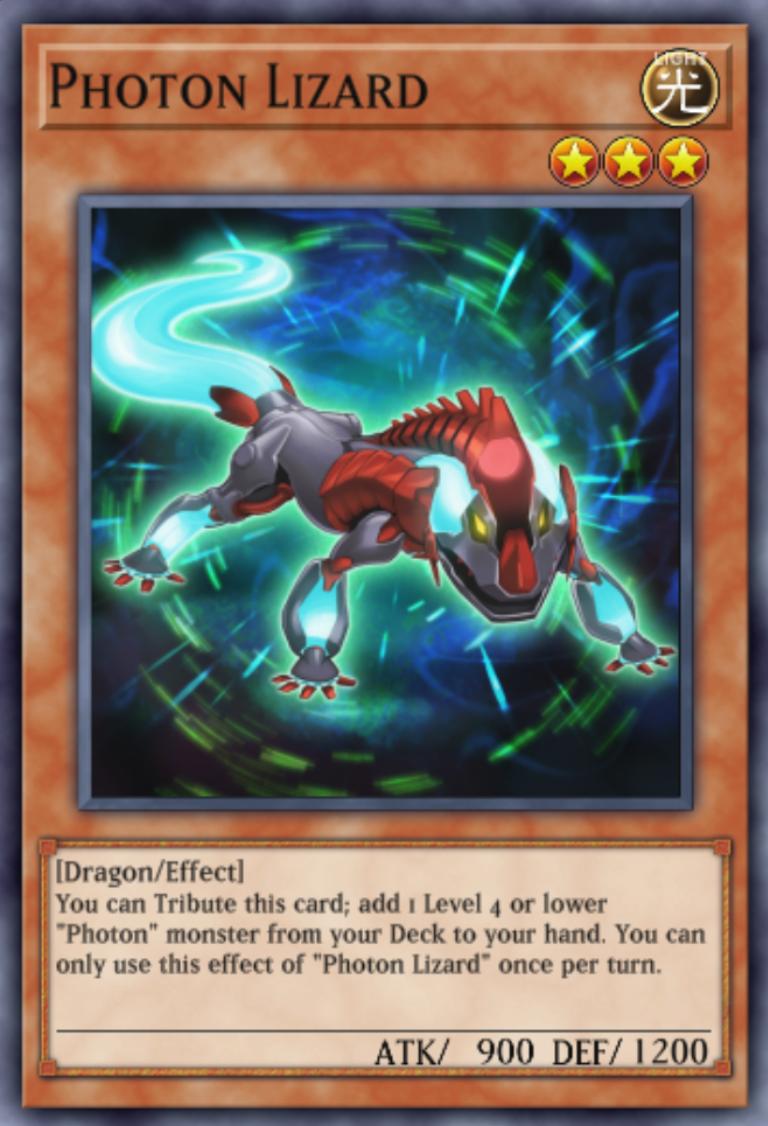 Photon Lizard
LIGHT
光
[Dragon/Effect]
You can Tribute this card; add 1 Level 4 or lower
"Photon" monster from your Deck to your hand. You can
only use this effect of "Photon Lizard" once per turn.
ATK/ 900 DEF/ 1200